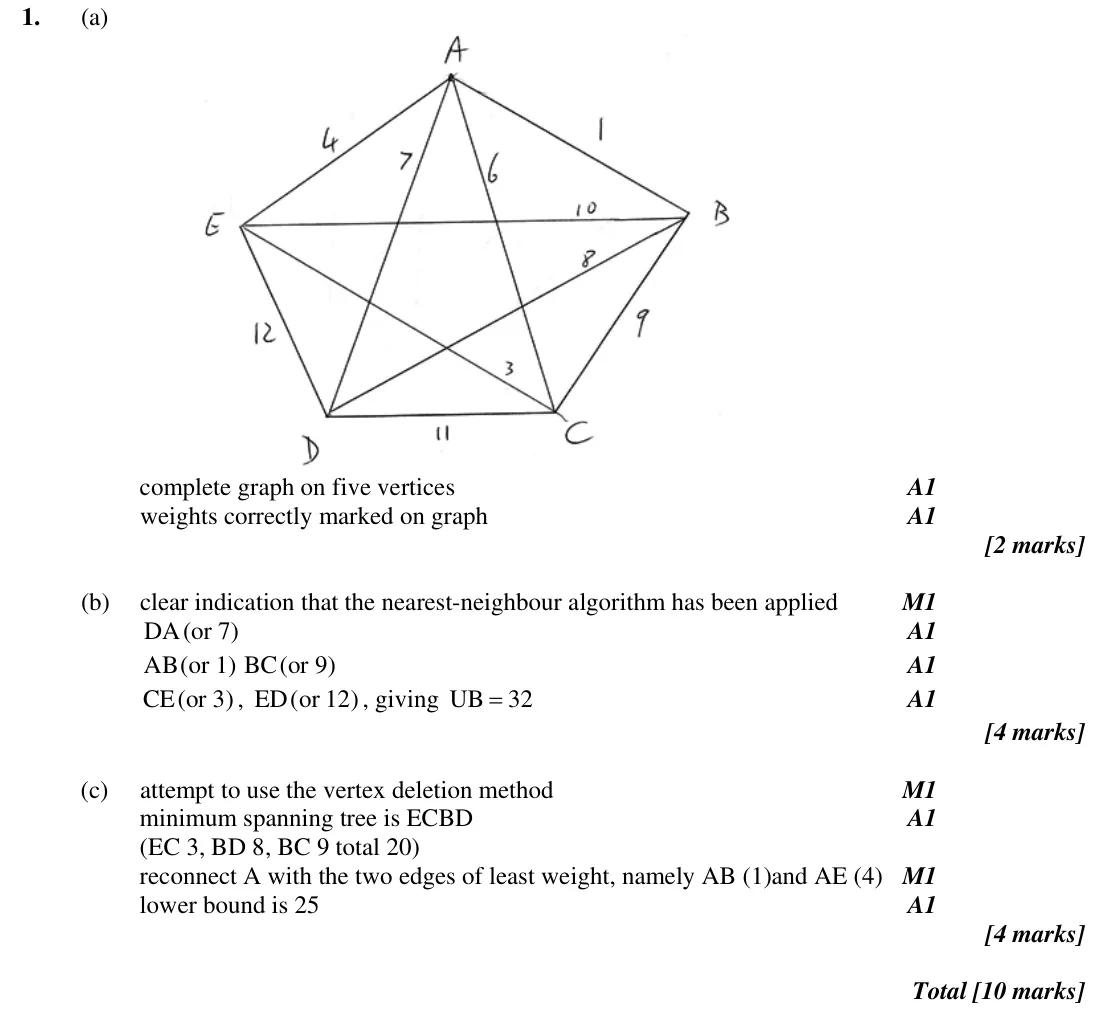 1. (a)
A
4
7
6
1
E
10
B
8
12
3
9
D
11
C
complete graph on five vertices A1
weights correctly marked on graph A1
[2 marks]
(b) clear indication that the nearest-neighbour algorithm has been applied M1
DA (or 7) A1
AB (or 1) BC (or 9) A1
CE (or 3), ED (or 12), giving UB = 32 A1
[4 marks]
(c) attempt to use the vertex deletion method M1
minimum spanning tree is ECBD A1
(EC 3, BD 8, BC 9 total 20)
reconnect A with the two edges of least weight, namely AB (1)and AE (4) M1
lower bound is 25 A1
[4 marks]
Total [10 marks]